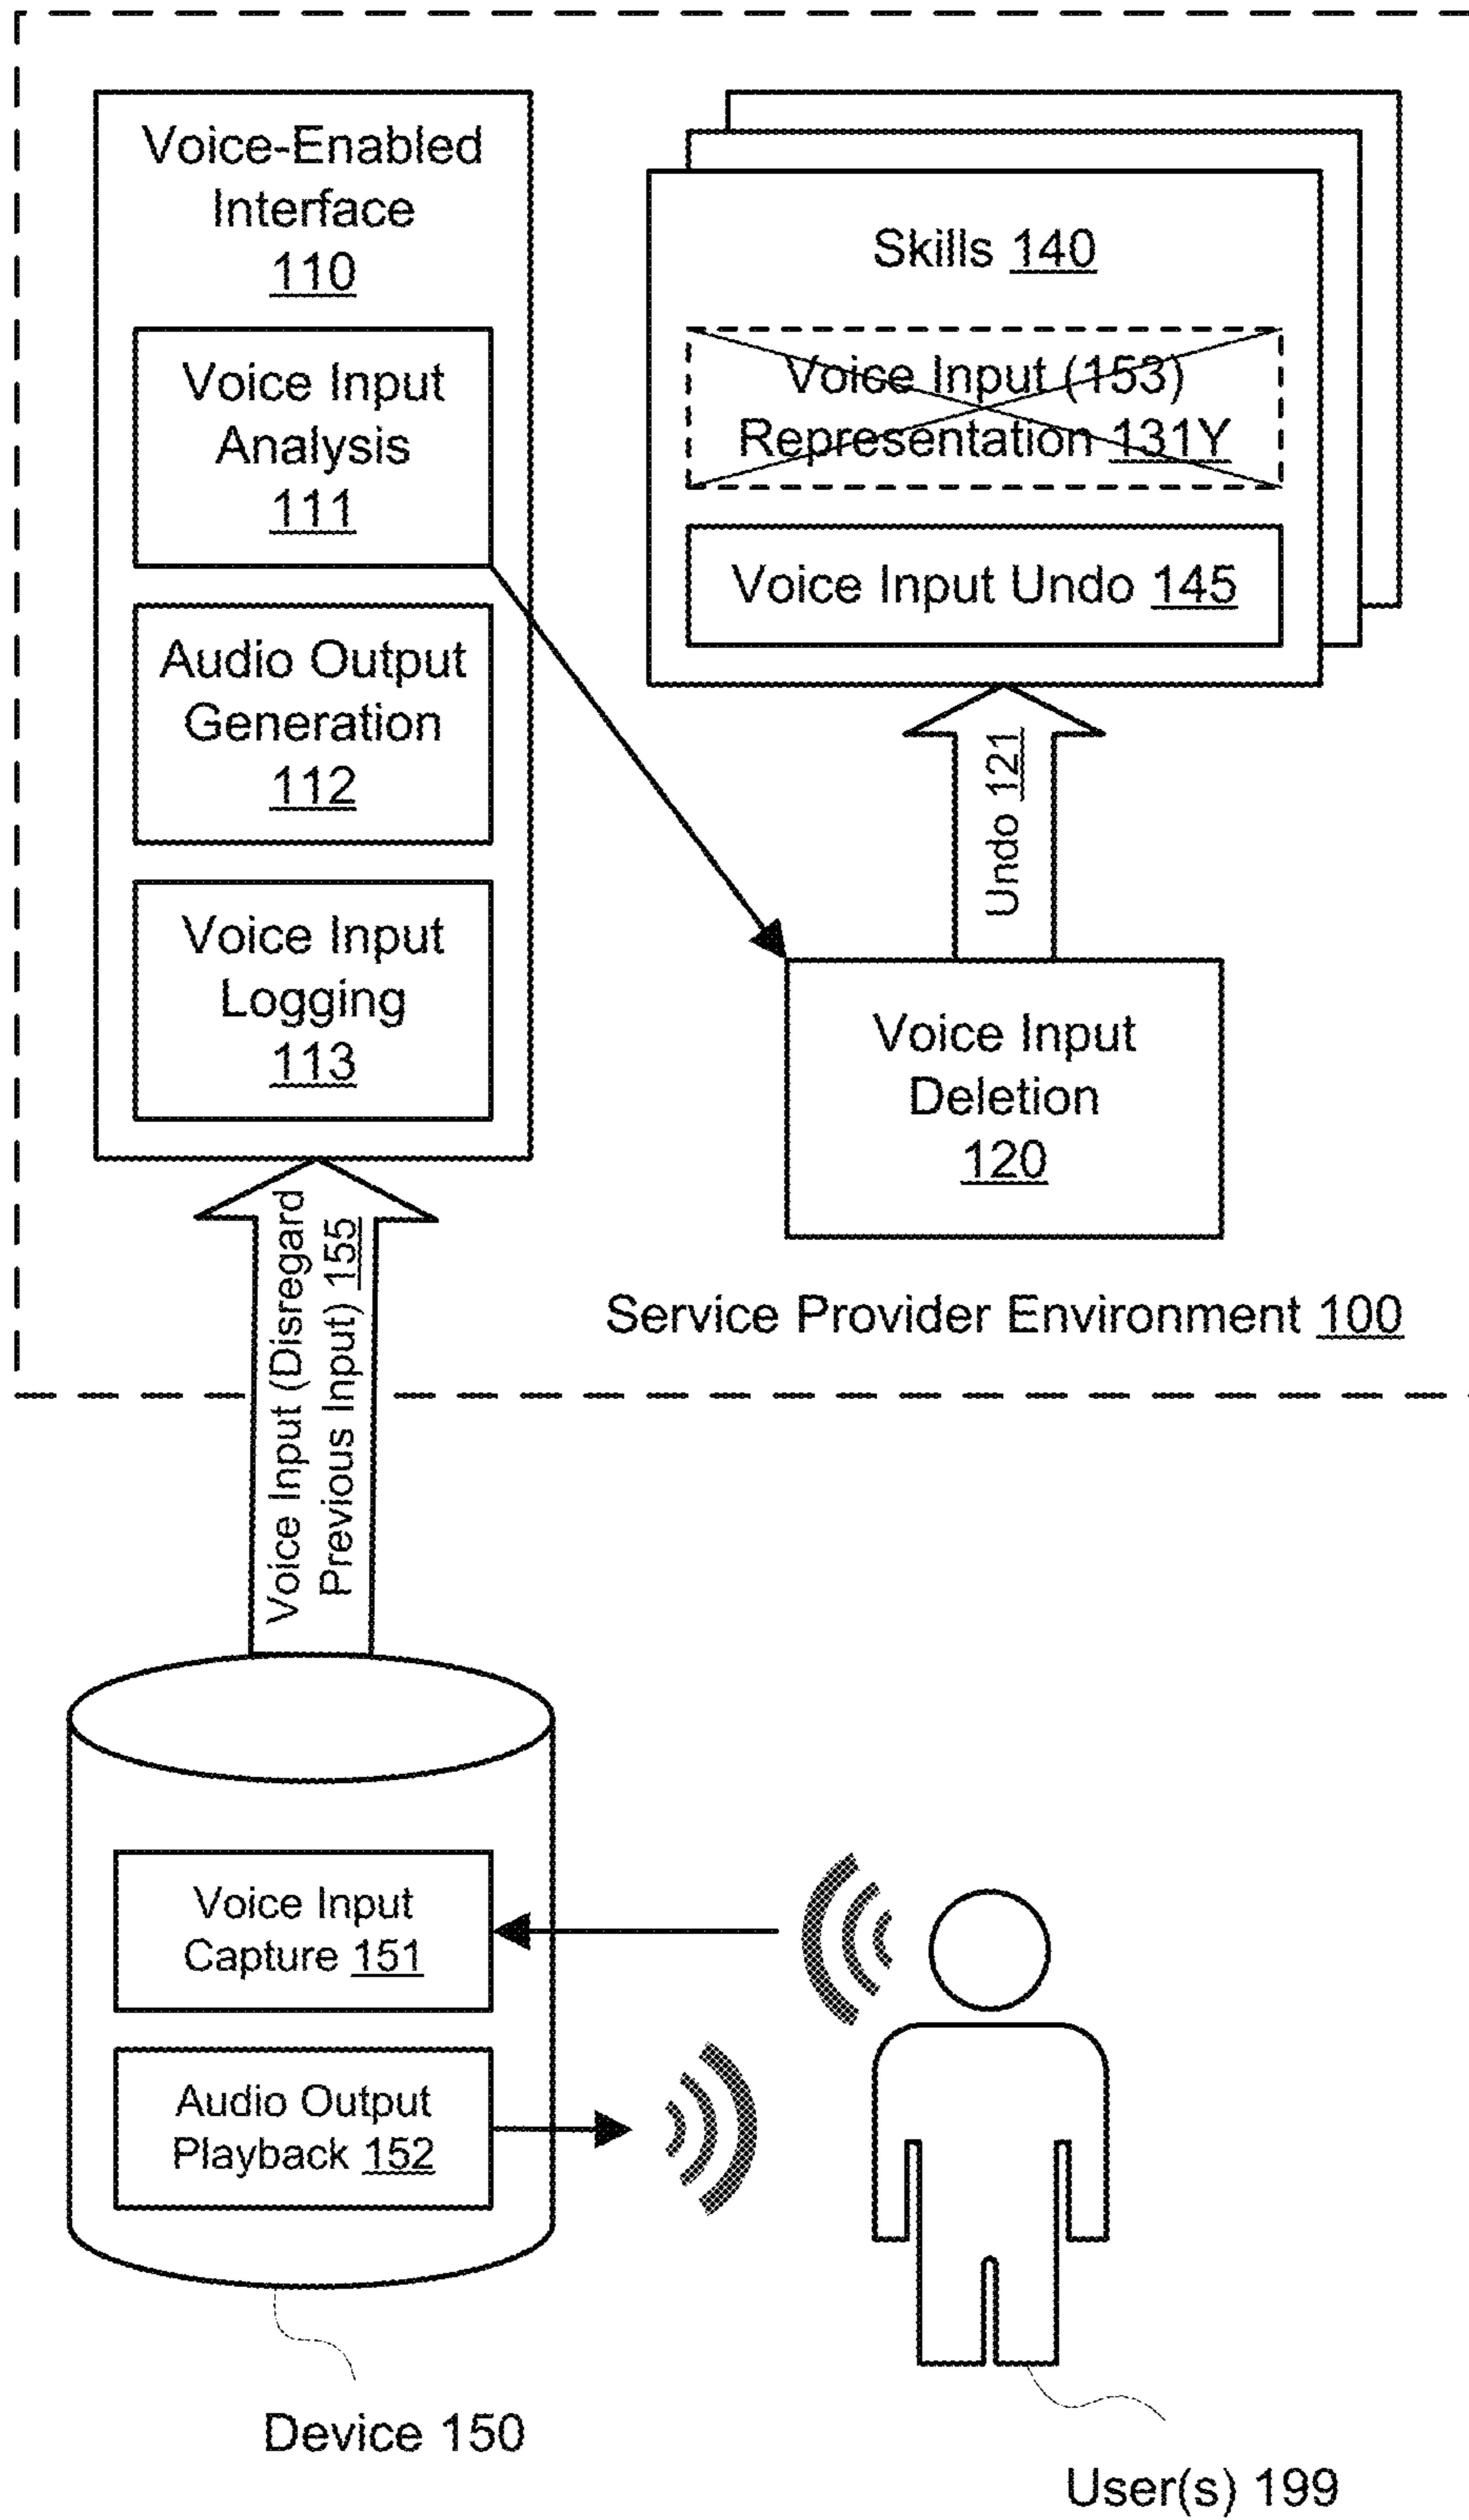 Voice-Enabled
Interface
110
Voice Input
Analysis
111
Audio Output
Generation
112
Voice Input
Logging
113
Skills 140
Voice Input (153)
Representation 131Y
Voice Input Undo 145
Undo 121
Voice Input
Deletion
120
Service Provider Environment 100
Voice Input (Disregard
Previous Input) 155
Voice Input
Capture 151
Audio Output
Playback 152
Device 150
User(s) 199